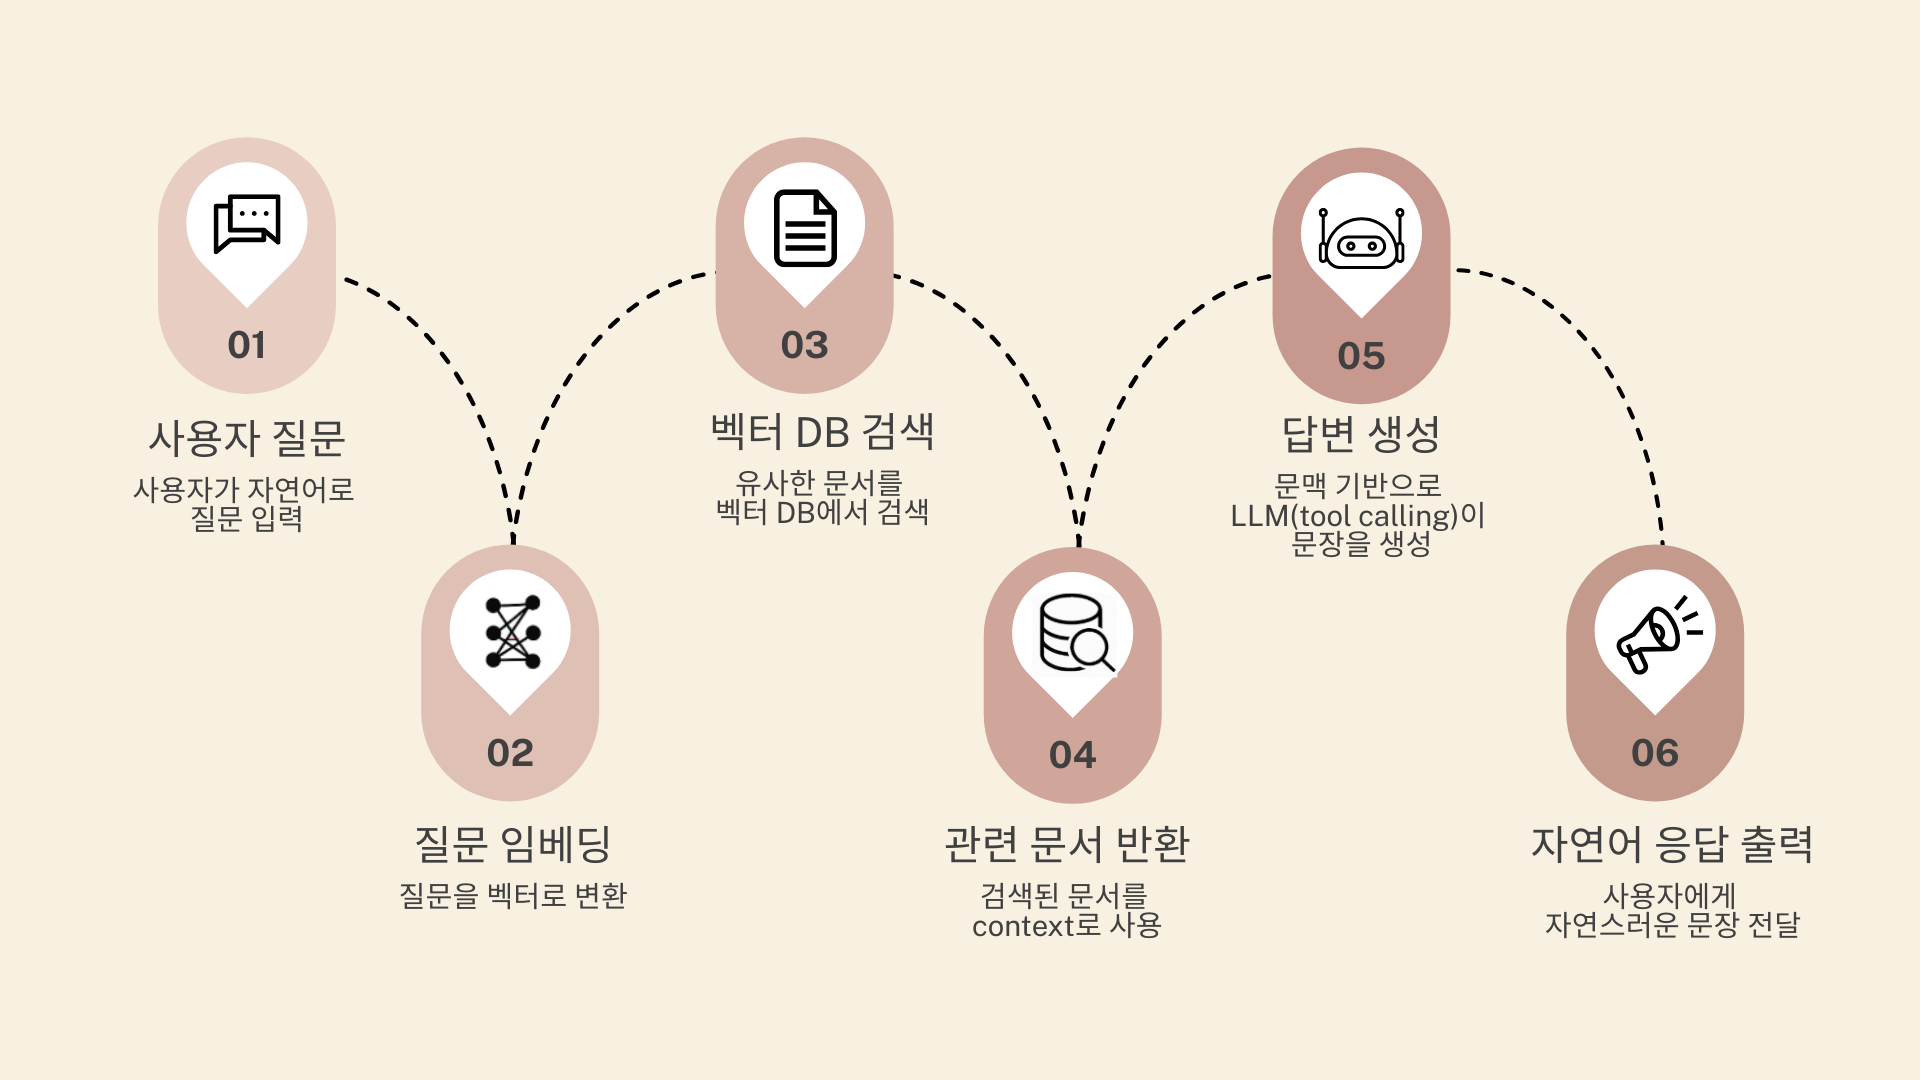 01
사용자 질문
사용자가 자연어로
질문 입력
02
질문 임베딩
질문을 벡터로 변환
03
벡터 DB 검색
유사한 문서를
벡터 DB에서 검색
04
관련 문서 반환
검색된 문서를
context로 사용
05
답변 생성
문맥 기반으로
LLM(tool calling)이
문장을 생성
06
자연어 응답 출력
사용자에게
자연스러운 문장 전달